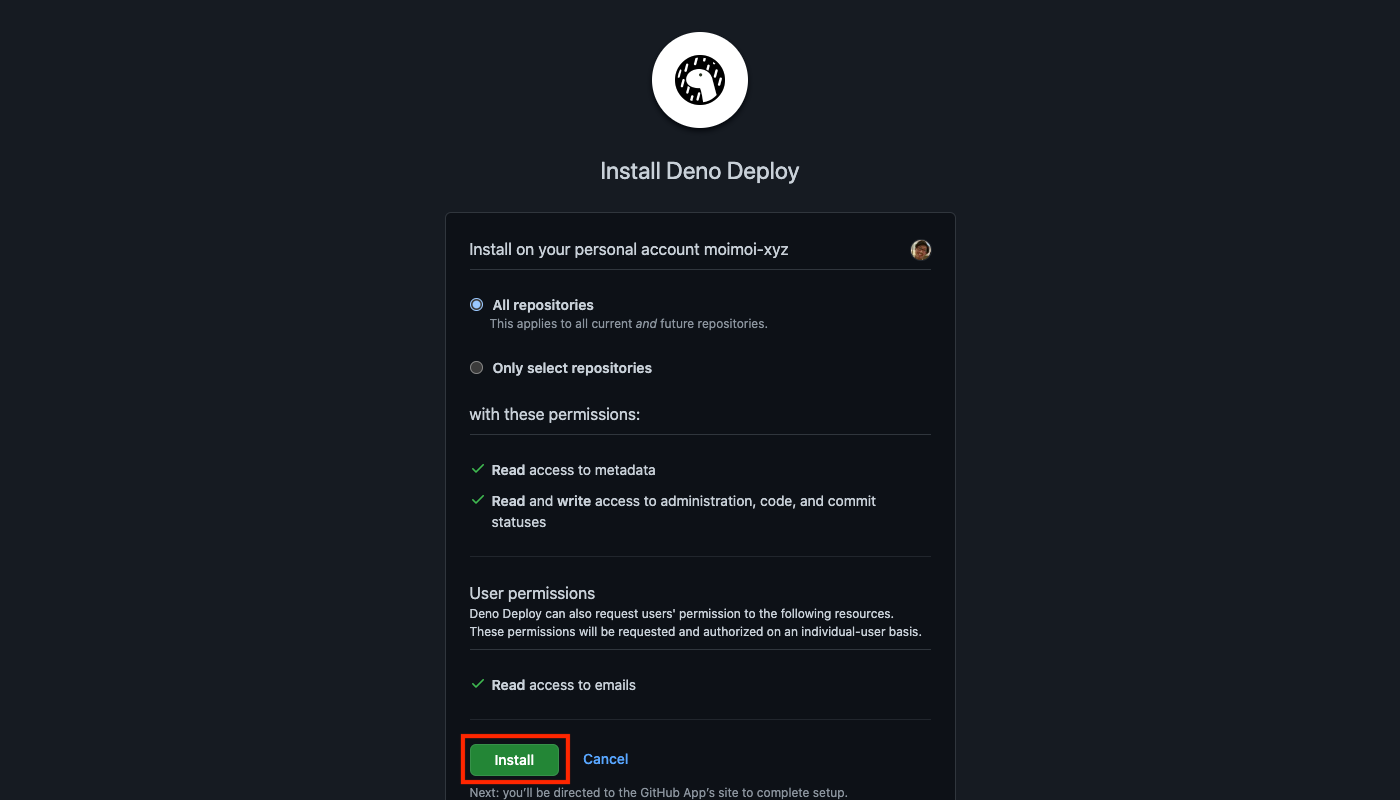 Install Deno Deploy
Install on your personal account moimoi-xyz
All repositories
This applies to all current and future repositories.
Only select repositories
with these permissions:
Read access to metadata
Read and write access to administration, code, and commit
statuses
User permissions
Deno Deploy can also request users' permission to the following resources.
These permissions will be requested and authorized on an individual-user basis.
Read access to emails
Install Cancel
Next: you’ll be directed to the GitHub App’s site to complete setup.